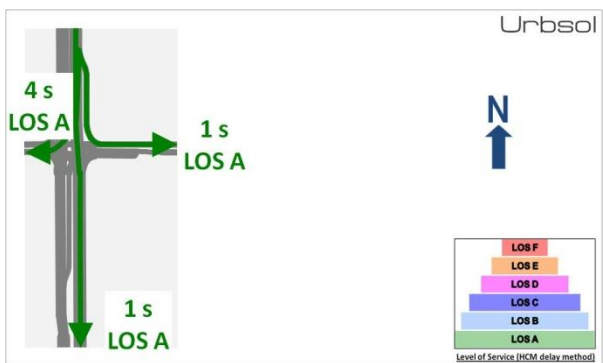 Urbsol
4 s
LOS A
1 s
LOS A
N
1 s
LOS A
LOS F
LOS E
LOS D
LOS C
LOS B
LOS A
Level of Service (HCM delay method)